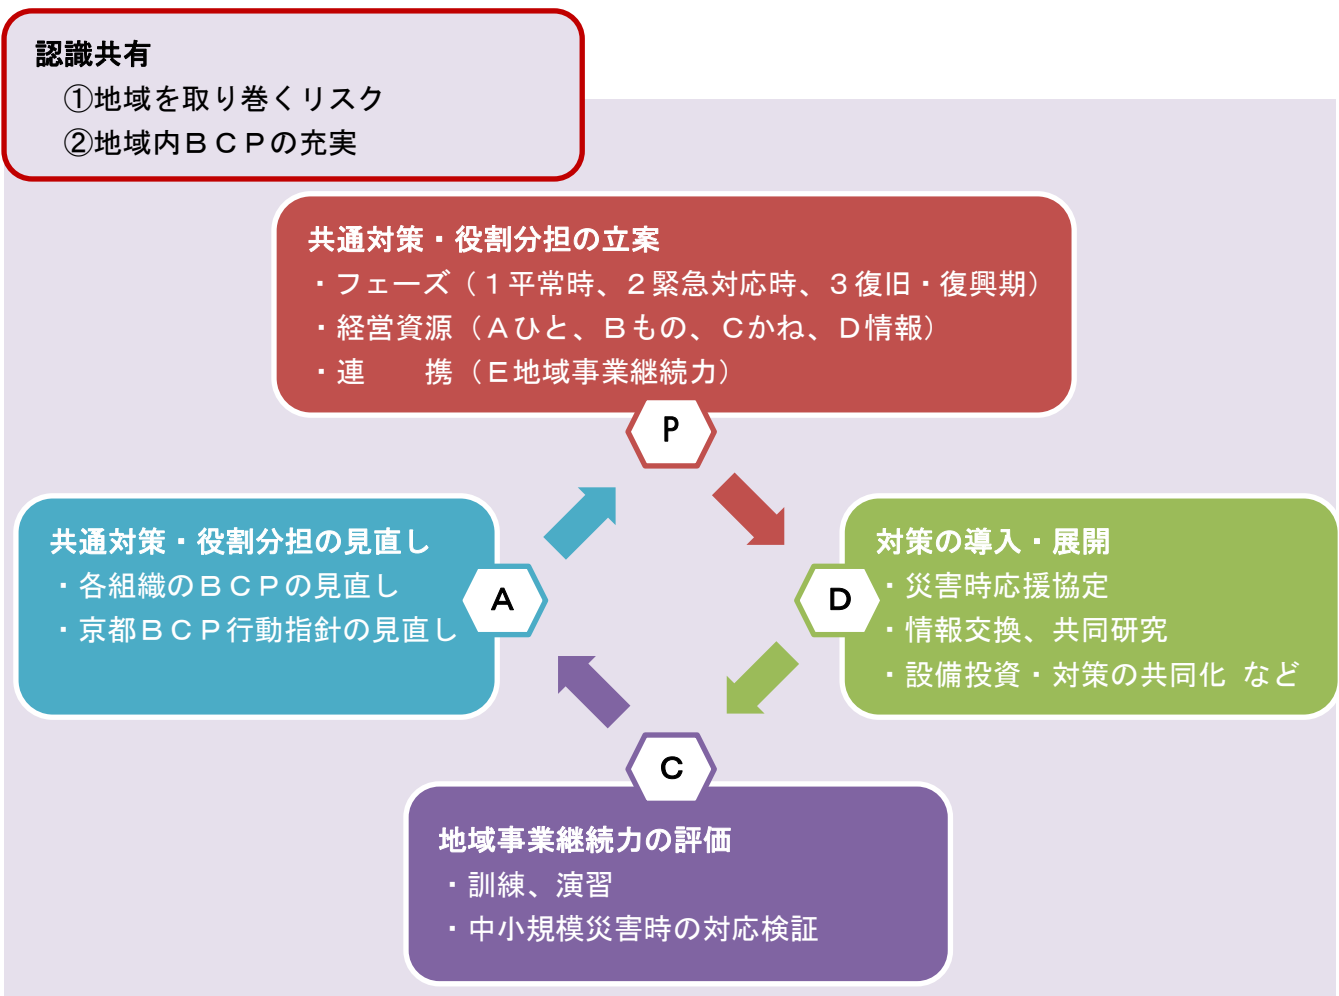 認識共有
①地域を取り巻くリスク
②地域内ＢＣＰの充実
共通対策・役割分担の立案
・フェーズ（１平常時、２緊急対応時、３復旧・復興期）
・経営資源（Ａひと、Ｂもの、Ｃかね、Ｄ情報）
・連　　携（Ｅ地域事業継続力）
P
共通対策・役割分担の見直し
・各組織のＢＣＰの見直し
・京都ＢＣＰ行動指針の見直し
A
D
対策の導入・展開
・災害時応援協定
・情報交換、共同研究
・設備投資・対策の共同化 など
C
地域事業継続力の評価
・訓練、演習
・中小規模災害時の対応検証